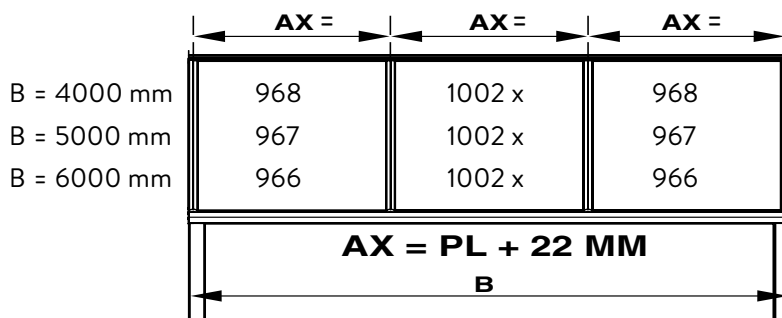 AX = AX = AX =
B = 4000 mm 968 1002 x 968
B = 5000 mm 967 1002 x 967
B = 6000 mm 966 1002 x 966
AX = PL + 22 MM
B